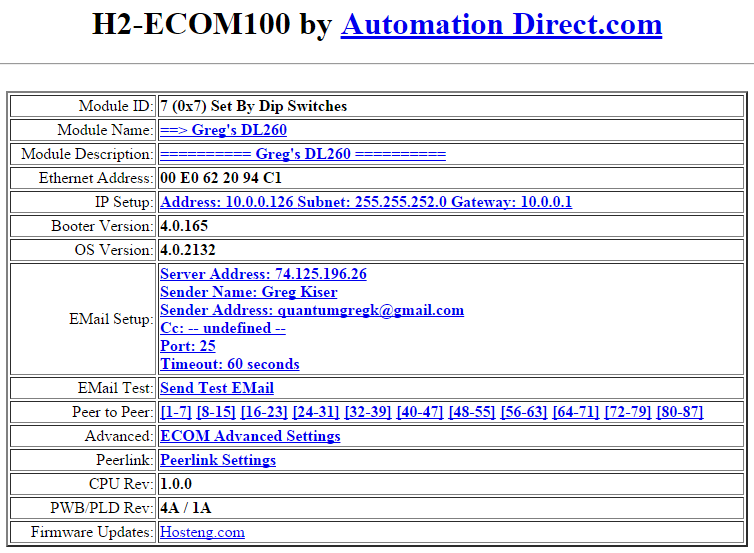 H2-ECOM100 by Automation Direct.com
Module ID: 7 (0x7) Set By Dip Switches
Module Name: ==> Greg's DL260
Module Description: ========== Greg's DL260 ==========
Ethernet Address: 00 E0 62 20 94 C1
IP Setup: Address: 10.0.0.126 Subnet: 255.255.252.0 Gateway: 10.0.0.1
Booter Version: 4.0.165
OS Version: 4.0.2132
EMail Setup: Server Address: 74.125.196.26
Sender Name: Greg Kiser
Sender Address: quantumgregk@gmail.com
Cc: -- undefined --
Port: 25
Timeout: 60 seconds
EMail Test: Send Test EMail
Peer to Peer: [1-7] [8-15] [16-23] [24-31] [32-39] [40-47] [48-55] [56-63] [64-71] [72-79] [80-87]
Advanced: ECOM Advanced Settings
Peerlink: Peerlink Settings
CPU Rev: 1.0.0
PWB/PLD Rev: 4A / 1A
Firmware Updates: Hosteng.com